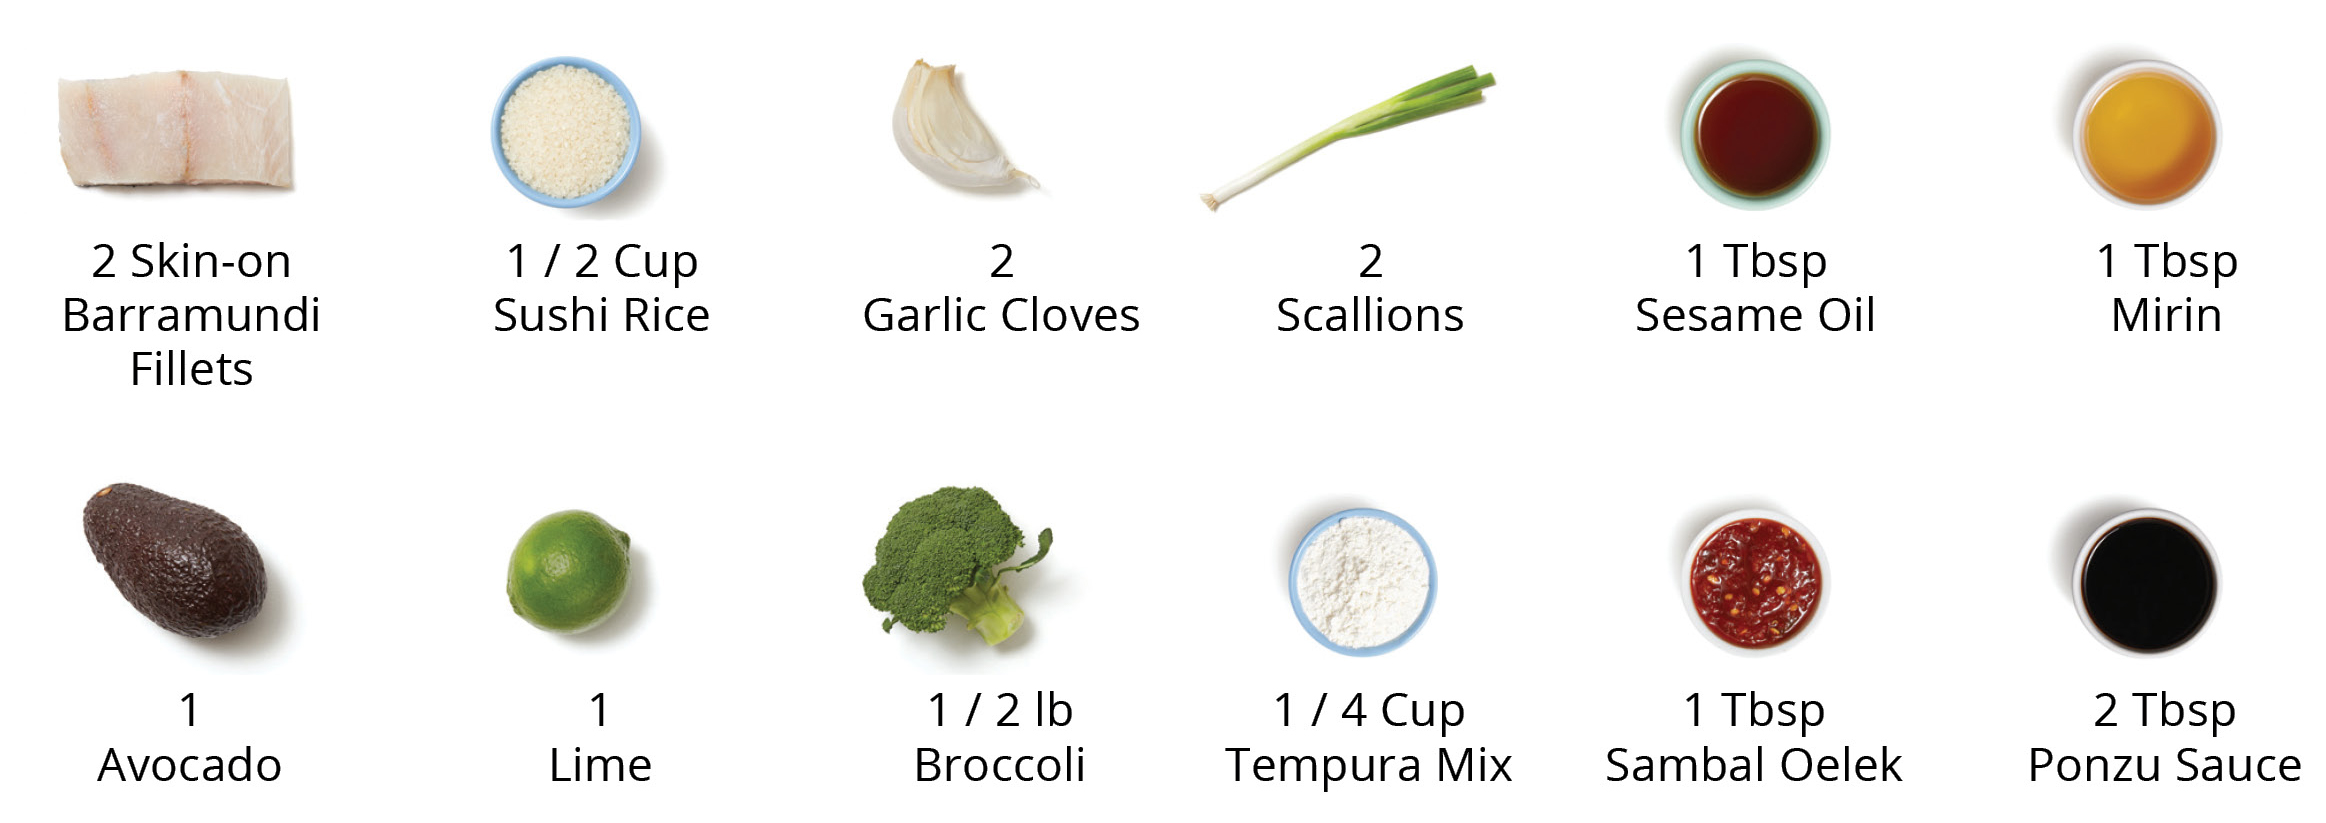 2 Skin-on
Barramundi
Fillets
1 / 2 Cup
Sushi Rice
2
Garlic Cloves
2
Scallions
1 Tbsp
Sesame Oil
1 Tbsp
Mirin
1
Avocado
1
Lime
1 / 2 lb
Broccoli
1 / 4 Cup
Tempura Mix
1 Tbsp
Sambal Oelek
2 Tbsp
Ponzu Sauce